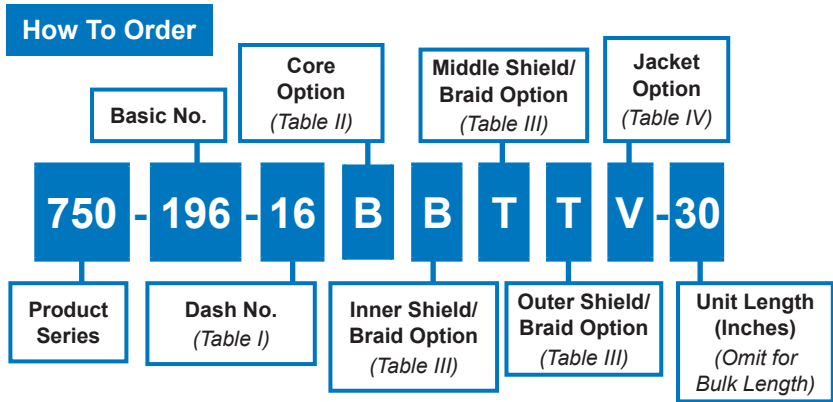 How To Order
Core
Option
(Table II)
Middle Shield/
Braid Option
(Table III)
Jacket
Option
(Table IV)
Basic No.
750 - 196 - 16 B B T T V - 30
Product
Series
Dash No.
(Table I)
Inner Shield/
Braid Option
(Table III)
Outer Shield/
Braid Option
(Table III)
Unit Length
(Inches)
(Omit for
Bulk Length)